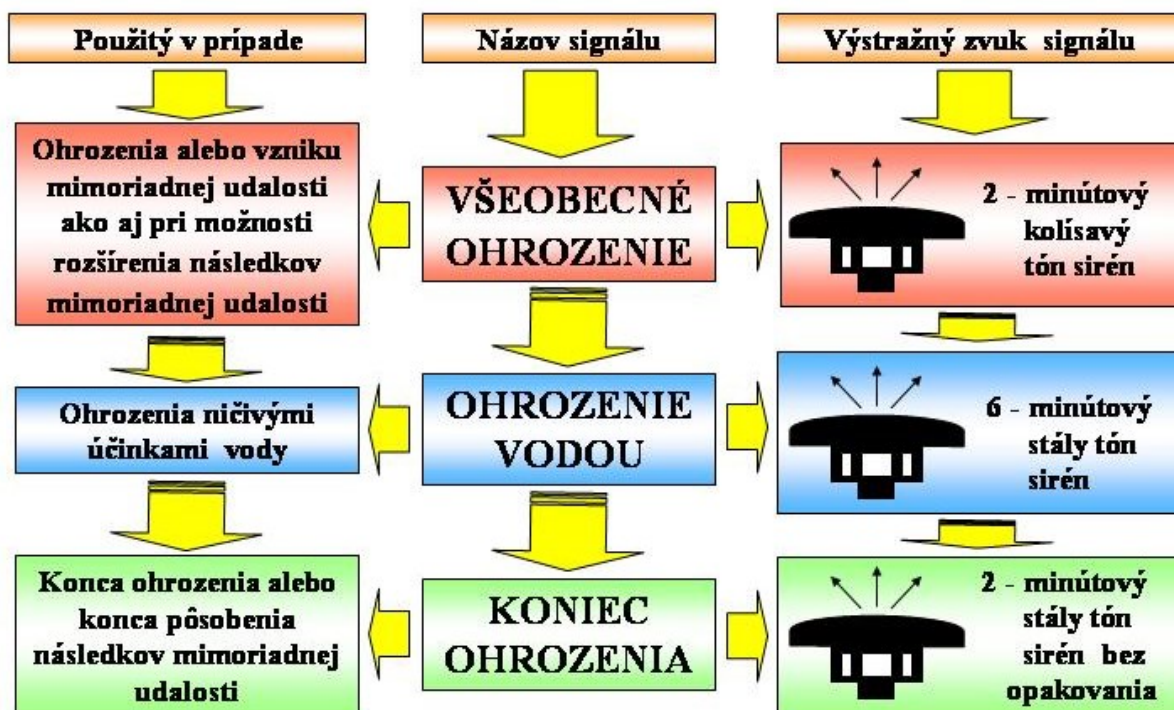 Použitý v prípade
Názov signálu
Výstražný zvuk signálu
Ohrozenia alebo vzniku
mimoriadnej udalosti
ako aj pri možnosti
rozšírenia následkov
mimoriadnej udalosti
VŠEOBECNÉ
OHROZENIE
2 - minútový
kolísavý
tón sirén
Ohrozenia ničivými
účinkami vody
OHROZENIE
VODOU
6 - minútový
stály tón
sirén
Konca ohrozenia alebo
konca pôsobenia
následkov mimoriadnej
udalosti
KONIEC
OHROZENIA
2 - minútový
stály tón
sirén bez
opakovania